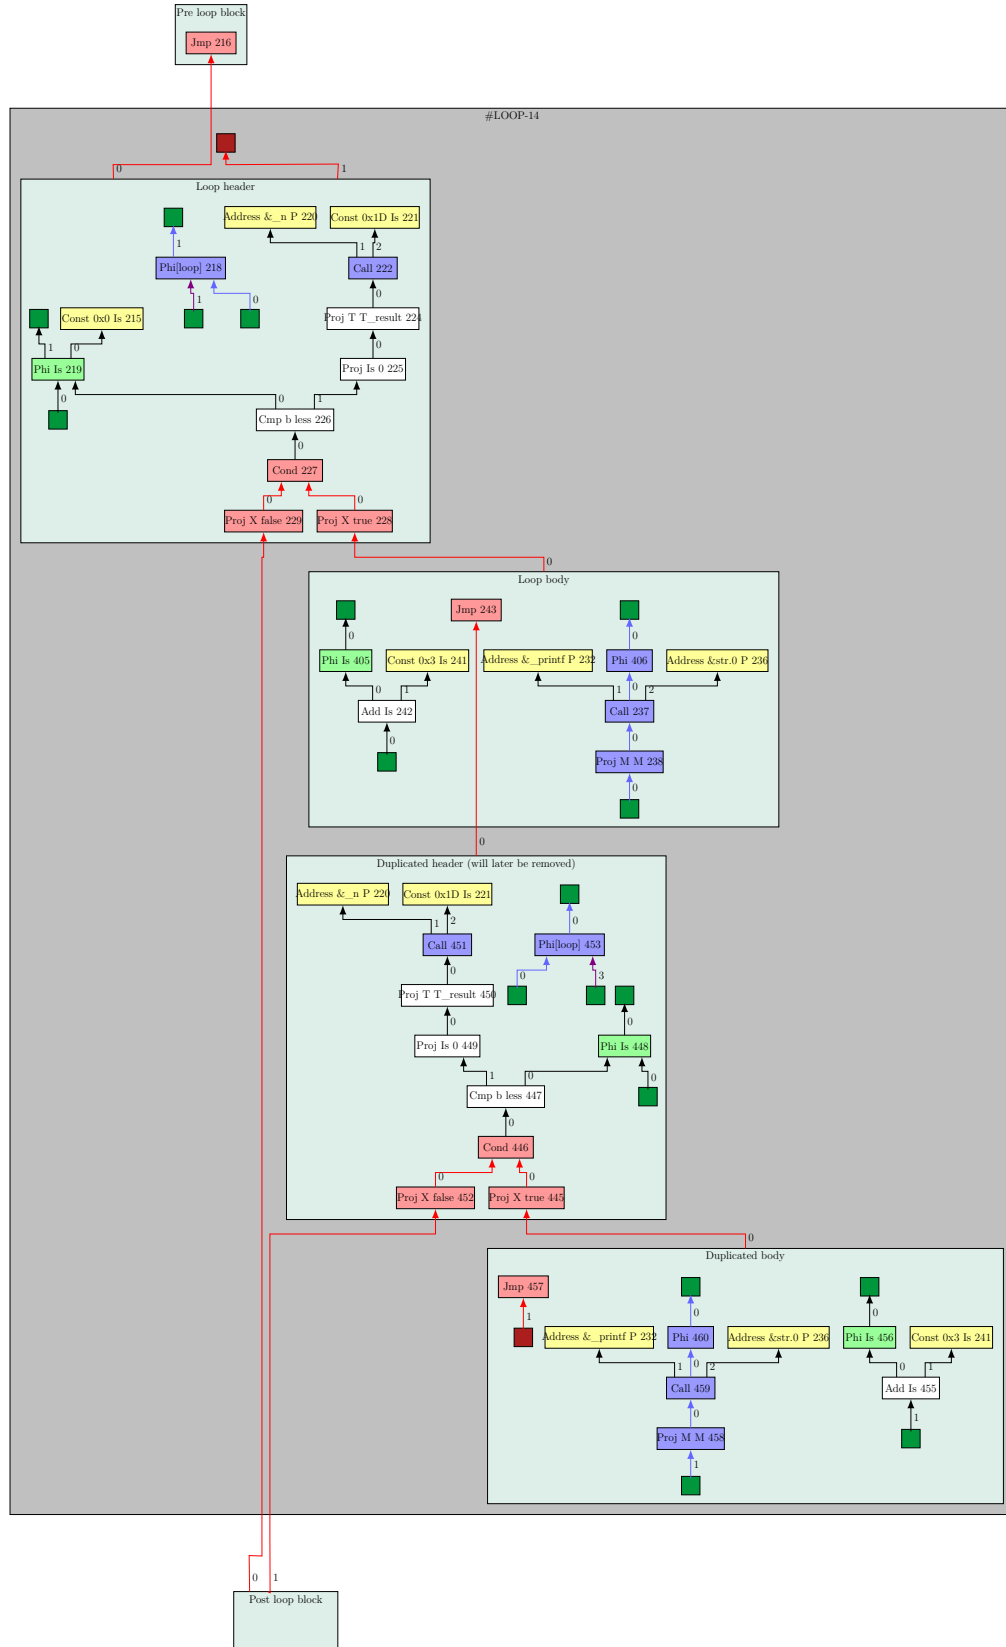 Pre loop block
Jmp 216
#LOOP-14
0
1
Loop header
Address &_n P 220
Const 0x1D Is 221
1
1
2
Phi[loop] 218
Call 222
0
1
0
Const 0x0 Is 215
Proj T T_result 224
1
0
0
Phi Is 219
Proj Is 0 225
0
0
1
Cmp b less 226
0
Cond 227
0
0
Proj X false 229
Proj X true 228
0
Loop body
Jmp 243
0
0
Phi Is 405
Const 0x3 Is 241
Address &_printf P 232
Phi 406
Address &str.0 P 236
0
1
1
0
2
Add Is 242
Call 237
0
0
Proj M M 238
0
0
Duplicated header (will later be removed)
Address &_n P 220
Const 0x1D Is 221
1
2
0
Call 451
Phi[loop] 453
0
0
3
Proj T T_result 450
0
0
Proj Is 0 449
Phi Is 448
1
0
0
Cmp b less 447
0
Cond 446
0
0
Proj X false 452
Proj X true 445
0
Duplicated body
Jmp 457
0
0
1
Address &_printf P 232
Phi 460
Address &str.0 P 236
Phi Is 456
Const 0x3 Is 241
1
0
2
0
1
Call 459
Add Is 455
0
1
Proj M M 458
1
0
1
Post loop block